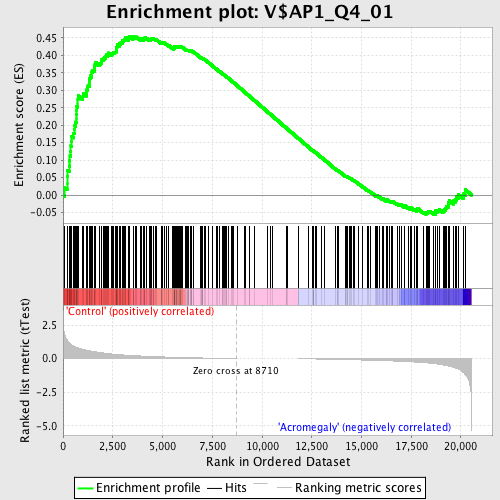 Enrichment plot: V$AP1_Q4_01
Enrichment score (ES)
0.45
0.40
0.35
0.30
0.25
0.20
0.15
0.10
0.05
0.00
-0.05
'Control' (positively correlated)
Ranked list metric (tTest)
2.5
0.0
-2.5
-5.0
Zero cross at 8710
'Acromegaly' (negatively correlated)
0 2,500 5,000 7,500 10,000 12,500 15,000 17,500 20,000
Rank in Ordered Dataset
Enrichment profile Hits Ranking metric scores